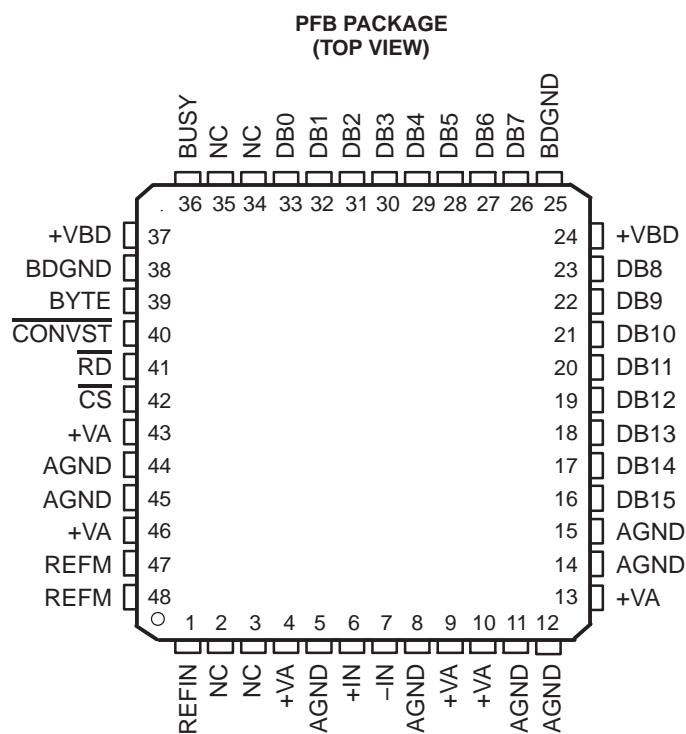 PFB PACKAGE
(TOP VIEW)
BUSY
NC
NC
DB0
DB1
DB2
DB3
DB4
DB5
DB6
DB7
BDGND
36 35 34 33 32 31 30 29 28 27 26 25
+VBD 37
BDGND 38
BYTE 39
CONVST 40
RD 41
CS 42
+VA 43
AGND 44
AGND 45
+VA 46
REFM 47
REFM 48
24 +VBD
23 DB8
22 DB9
21 DB10
20 DB11
19 DB12
18 DB13
17 DB14
16 DB15
15 AGND
14 AGND
13 +VA
1 2 3 4 5 6 7 8 9 10 11 12
REFIN
NC
NC
+VA
AGND
+IN
–IN
AGND
+VA
+VA
AGND
AGND